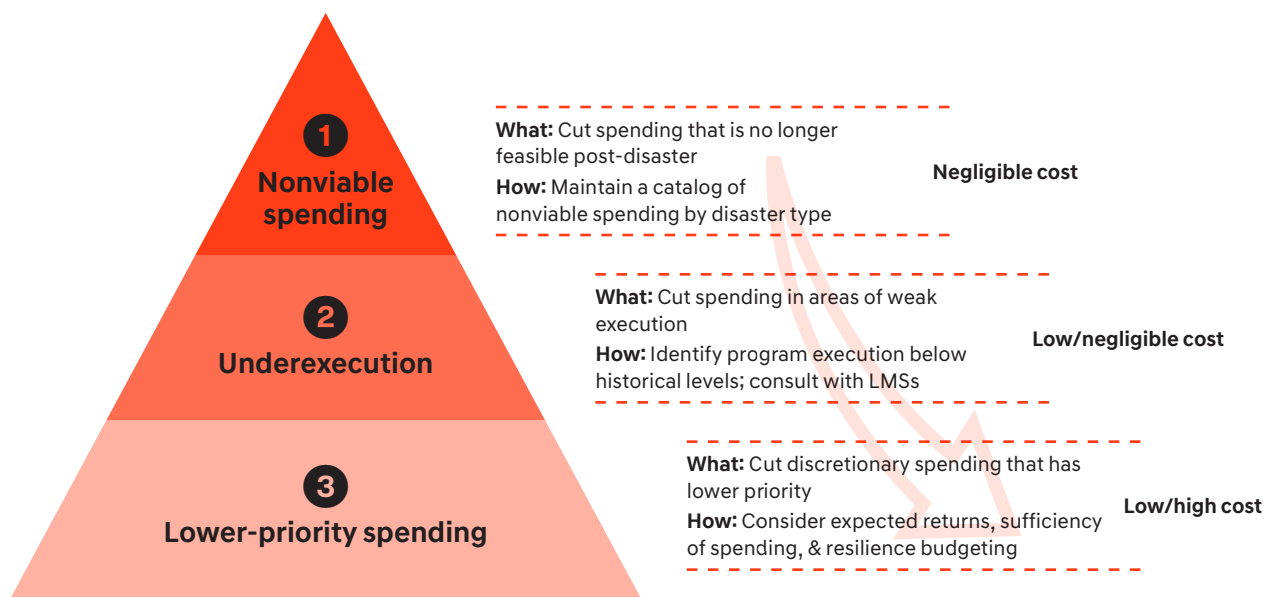 1
Nonviable
spending
What: Cut spending that is no longer
feasible post-disaster
How: Maintain a catalog of
nonviable spending by disaster type
Negligible cost
2
Underexecution
What: Cut spending in areas of weak
execution
How: Identify program execution below
historical levels; consult with LMSs
Low/negligible cost
3
Lower-priority spending
What: Cut discretionary spending that has
lower priority
How: Consider expected returns, sufficiency
of spending, & resilience budgeting
Low/high cost